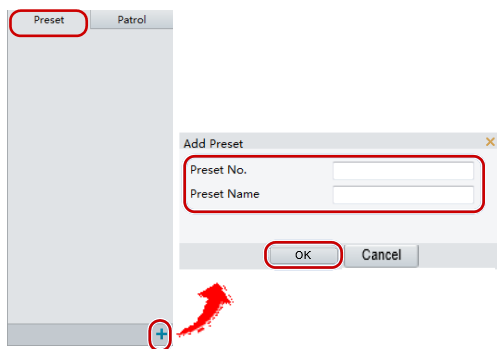 Preset Patrol
Add Preset
Preset No.
Preset Name
OK Cancel